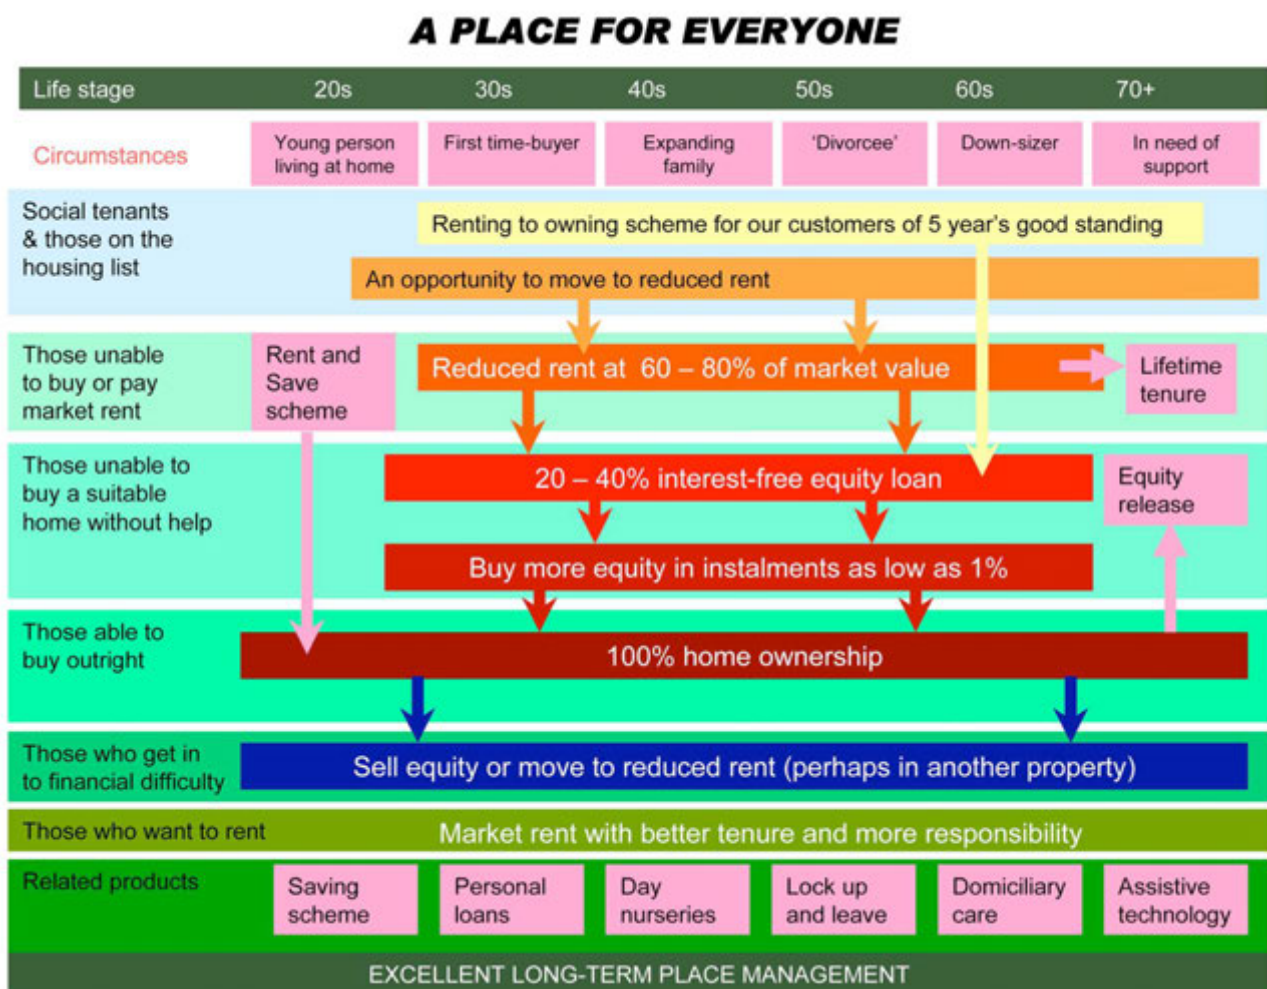 A PLACE FOR EVERYONE
Life stage 20s 30s 40s 50s 60s 70+
Circumstances
Young person
living at home
First time-buyer
Expanding
family
'Divorcee'
Down-sizer
In need of
support
Social tenants
& those on the
housing list
Renting to owning scheme for our customers of 5 year's good standing
An opportunity to move to reduced rent
Those unable
to buy or pay
market rent
Rent and
Save
scheme
Reduced rent at 60 – 80% of market value
Lifetime
tenure
Those unable to
buy a suitable
home without help
20 – 40% interest-free equity loan
Equity
release
Buy more equity in instalments as low as 1%
Those able to
buy outright
100% home ownership
Those who get in
to financial difficulty
Sell equity or move to reduced rent (perhaps in another property)
Those who want to rent
Market rent with better tenure and more responsibility
Related products
Saving
scheme
Personal
loans
Day
nurseries
Lock up
and leave
Domiciliary
care
Assistive
technology
EXCELLENT LONG-TERM PLACE MANAGEMENT